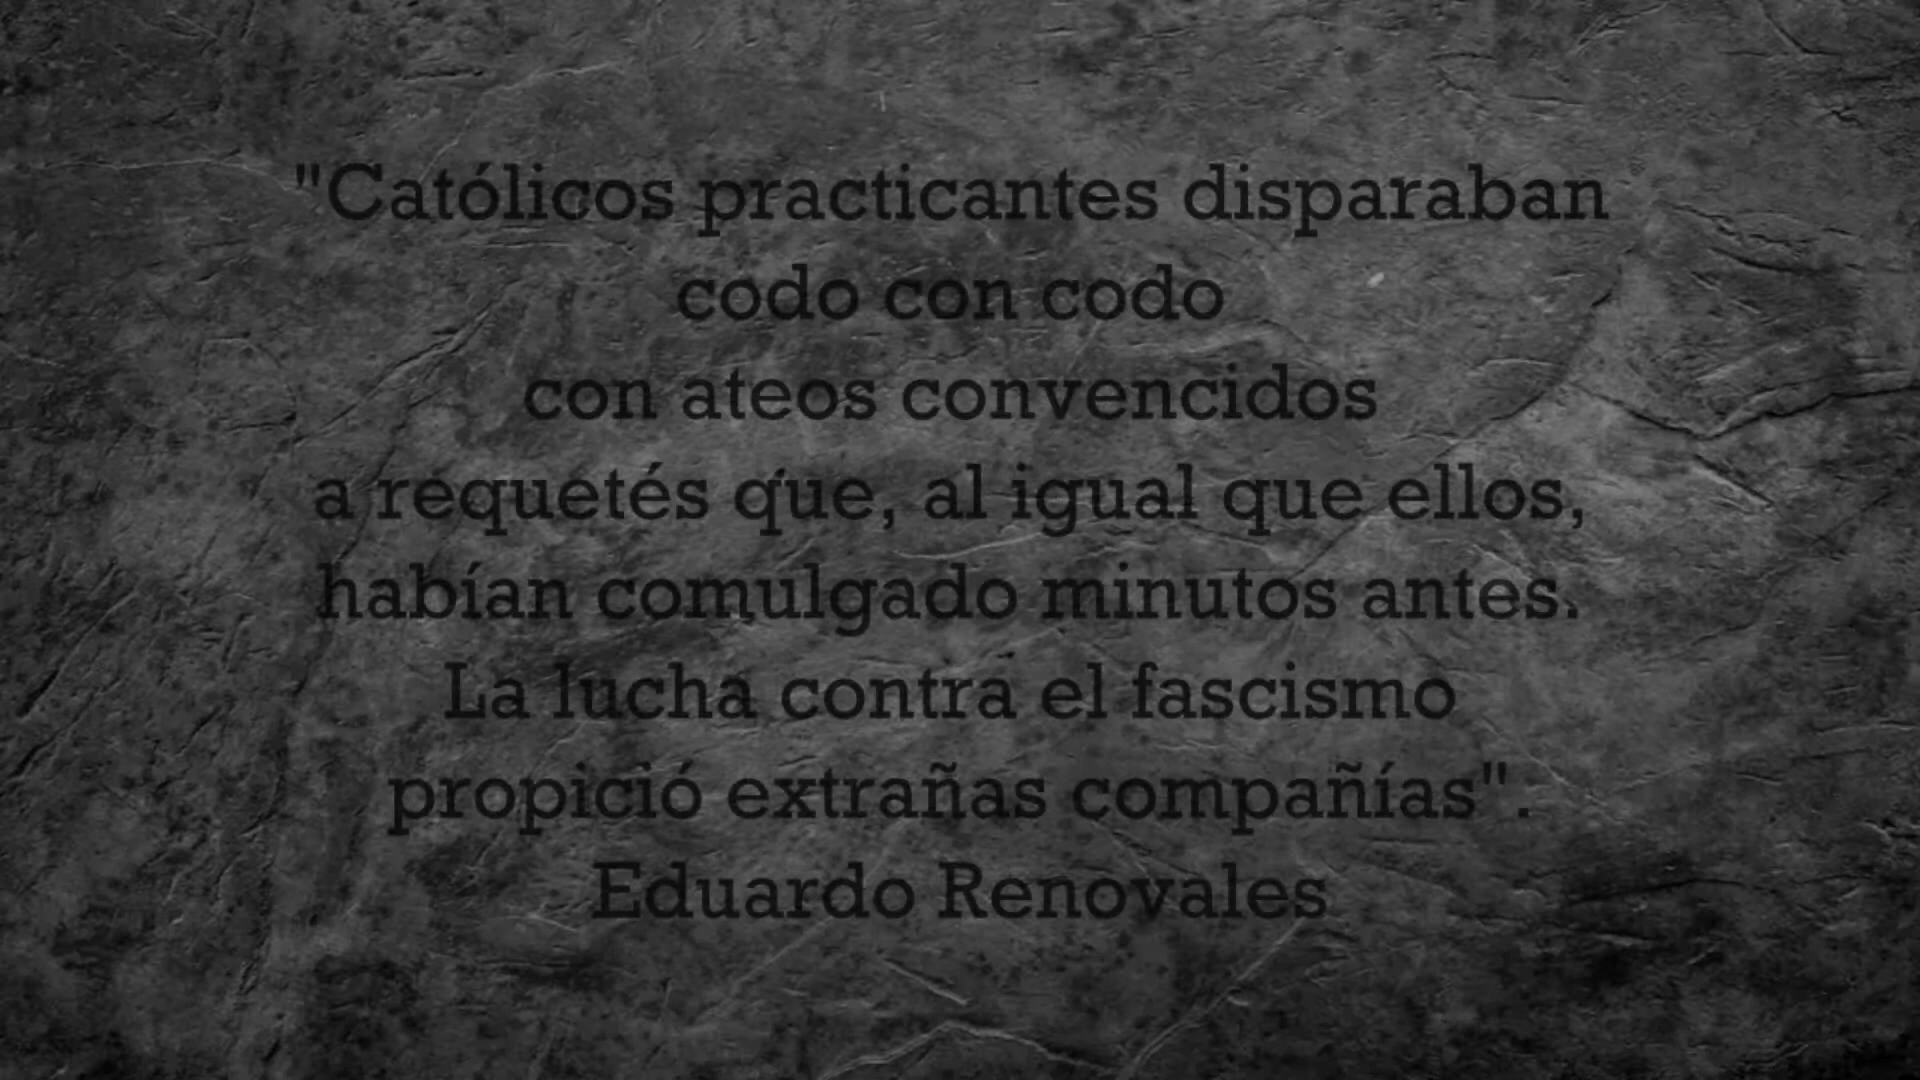 "Católicos practicantes disparaban
codo con codo
con ateos convencidos
a requetés que, al igual que ellos,
habían comulgado minutos antes.
La lucha contra el fascismo
propició extrañas compañías".
Eduardo Renovales